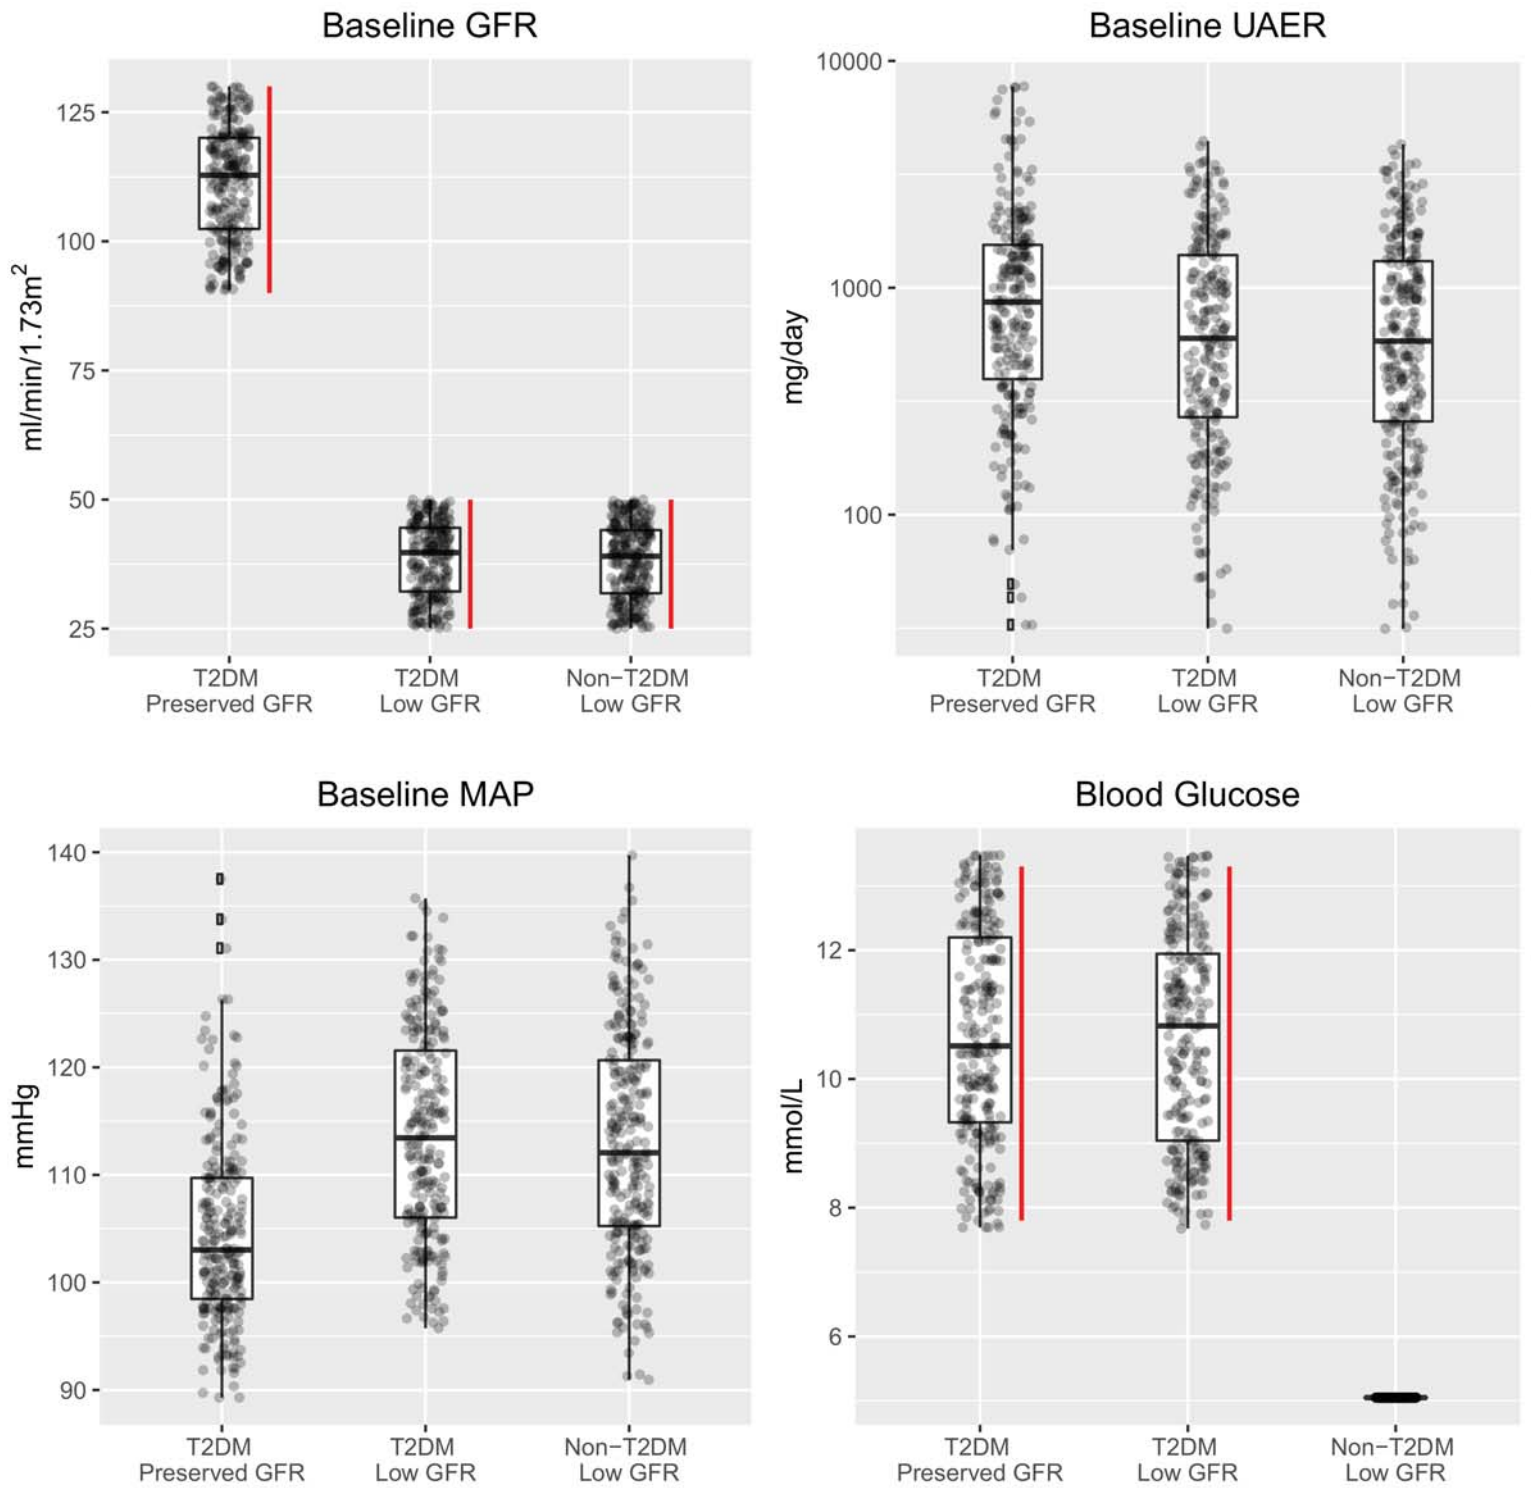 Baseline GFR
ml/min/1.73m²
125
100
75
50
25
T2DM
Preserved GFR
T2DM
Low GFR
Non−T2DM
Low GFR
Baseline UAER
mg/day
10000
1000
100
T2DM
Preserved GFR
T2DM
Low GFR
Non−T2DM
Low GFR
Baseline MAP
mmHg
140
130
120
110
100
90
T2DM
Preserved GFR
T2DM
Low GFR
Non−T2DM
Low GFR
Blood Glucose
mmol/L
12
10
8
6
T2DM
Preserved GFR
T2DM
Low GFR
Non−T2DM
Low GFR